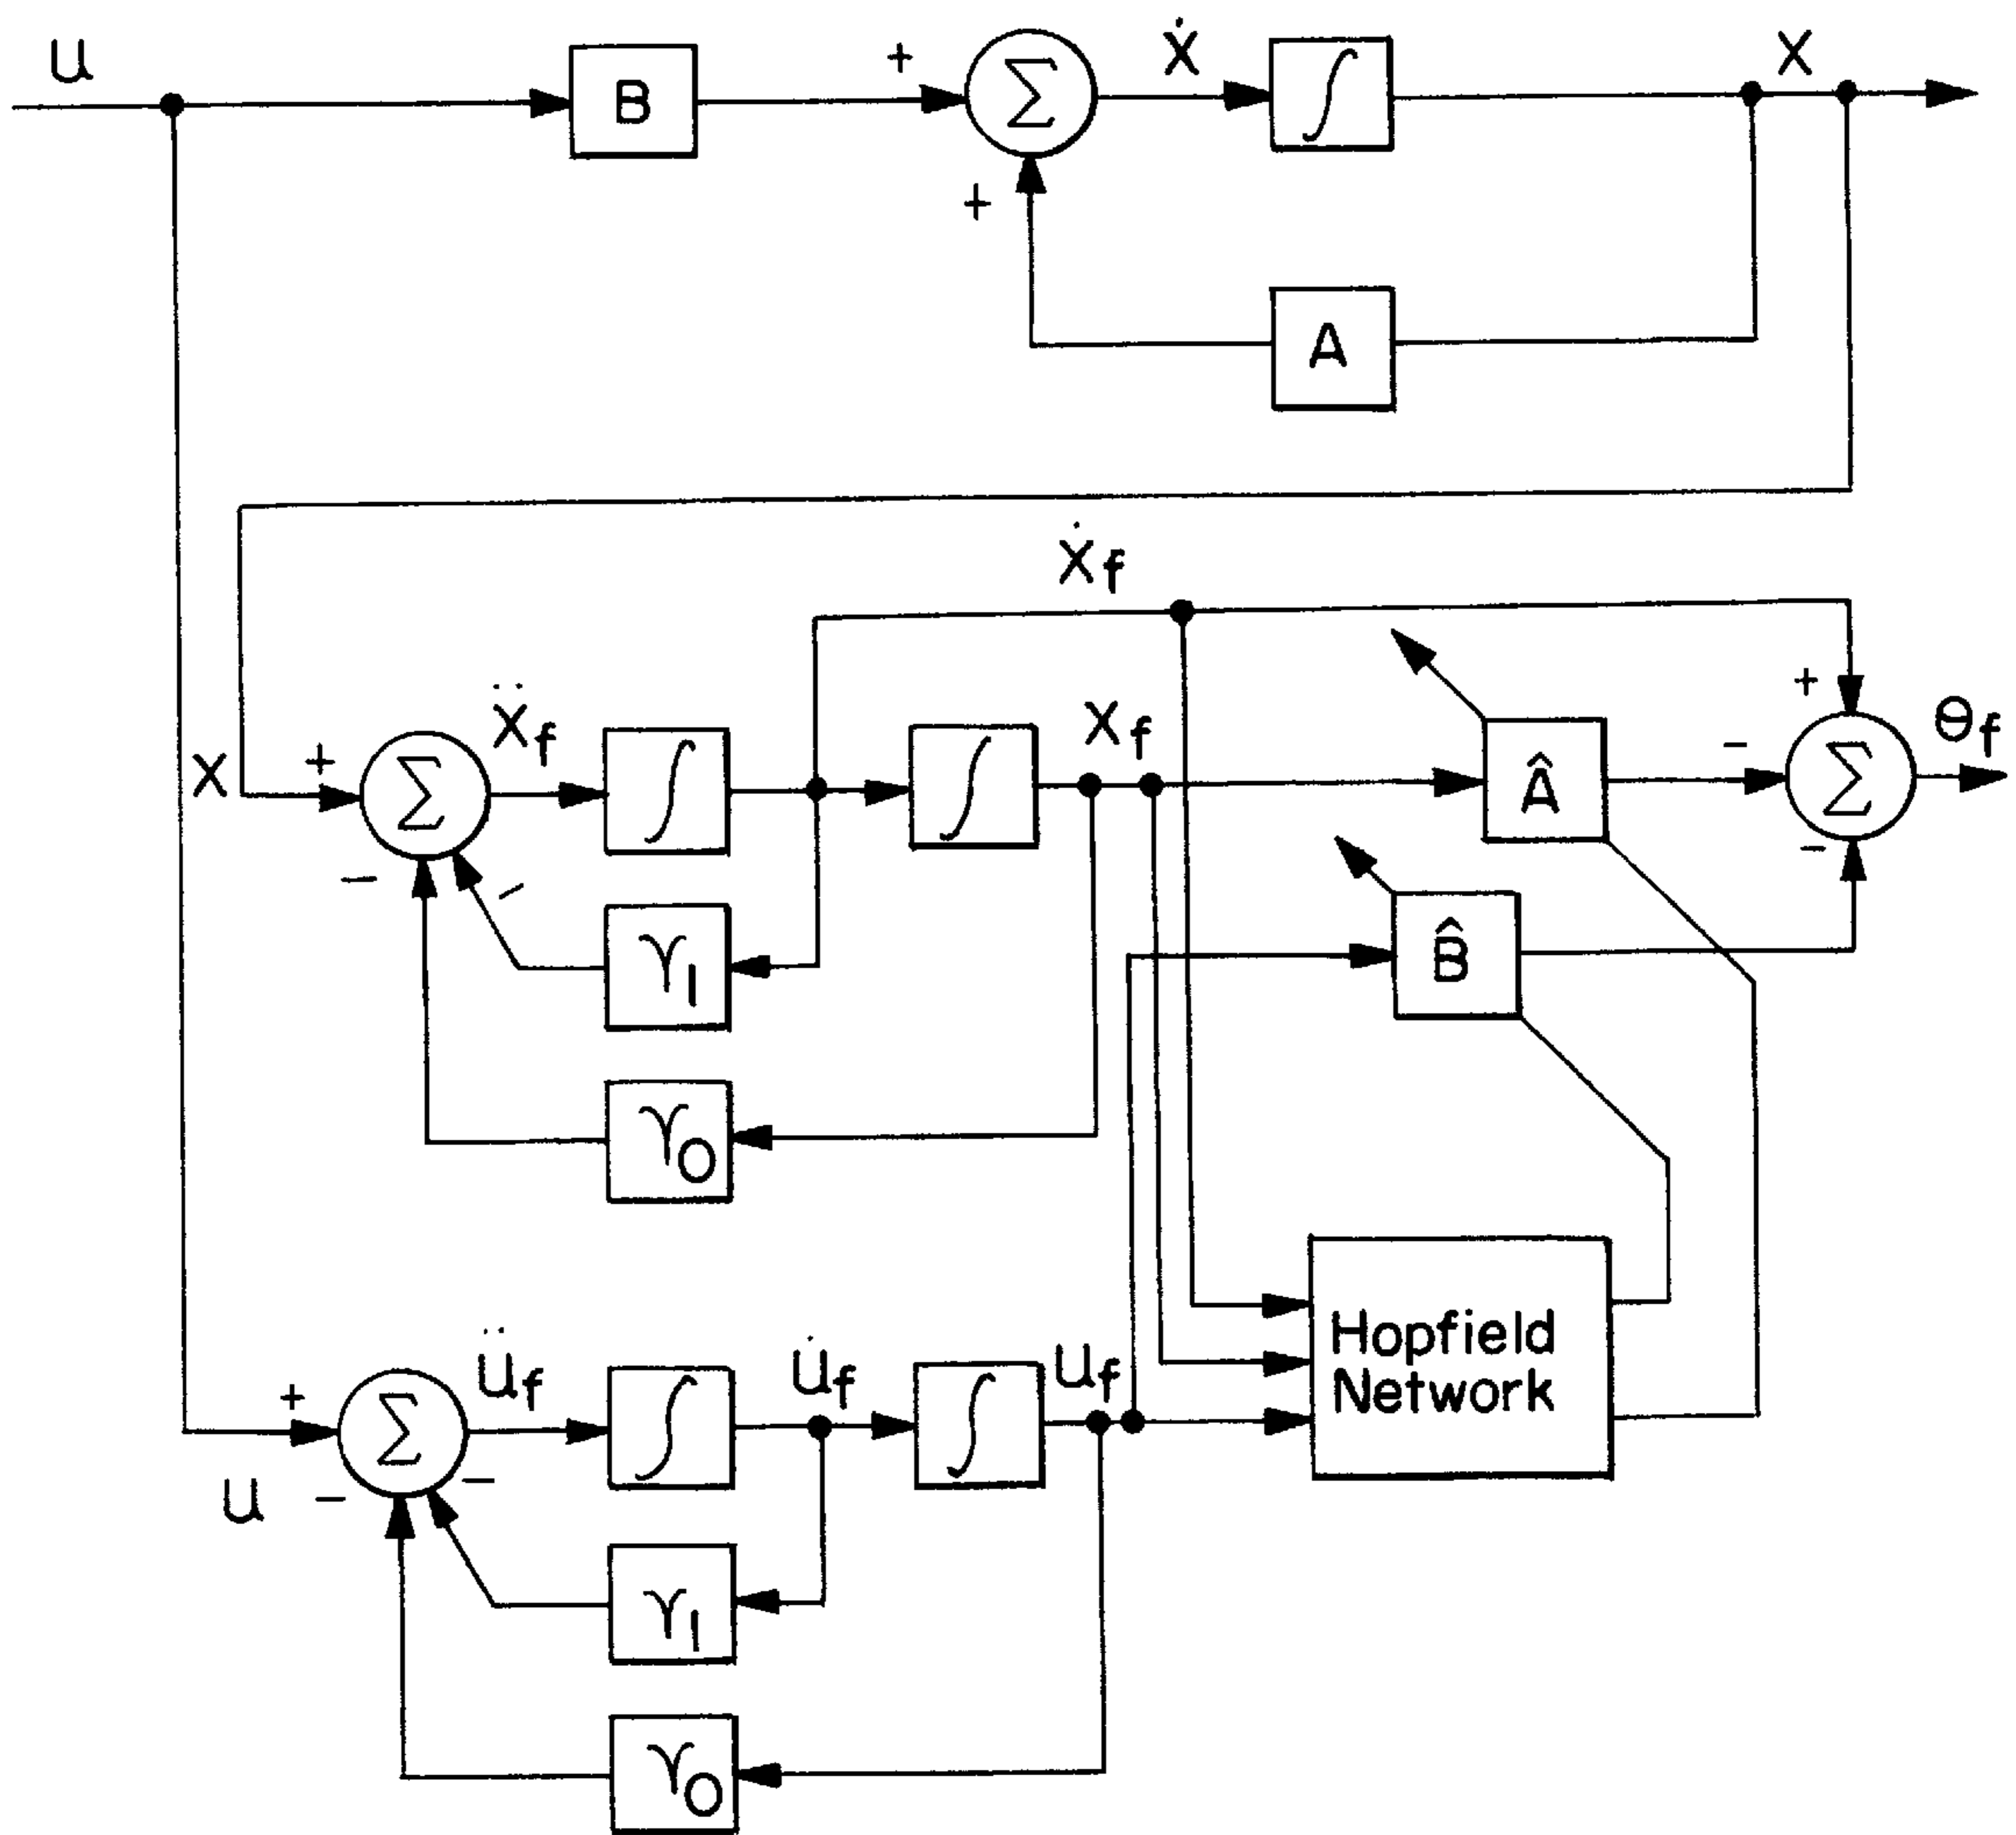 u
B
+
Σ
ẋ
∫
x
+
A
ẋf
x
+
Σ
ẍf
∫
∫
xf
Â
+
-
Σ
θf
-
-
-
B̂
γ1
γ0
Hopfield
Network
u
+
Σ
üf
∫
u̇f
∫
uf
-
-
γ1
γ0